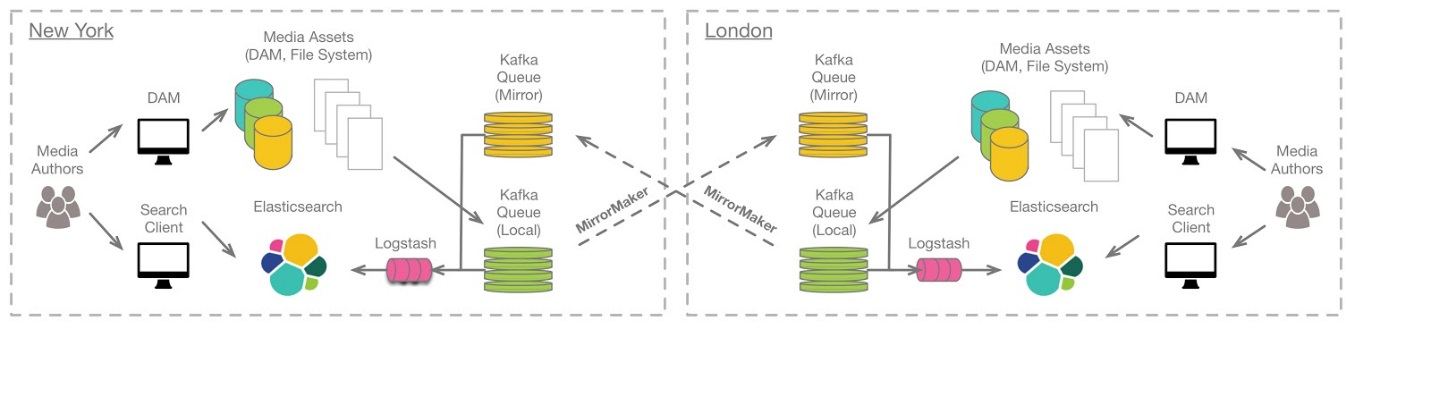 New York
Media Assets
(DAM, File System)
Kafka
Queue
(Mirror)
DAM
Media
Authors
Search
Client
Elasticsearch
Logstash
Kafka
Queue
(Local)
MirrorMaker
MirrorMaker
London
Kafka
Queue
(Mirror)
Media Assets
(DAM, File System)
DAM
Media
Authors
Kafka
Queue
(Local)
Logstash
Elasticsearch
Search
Client